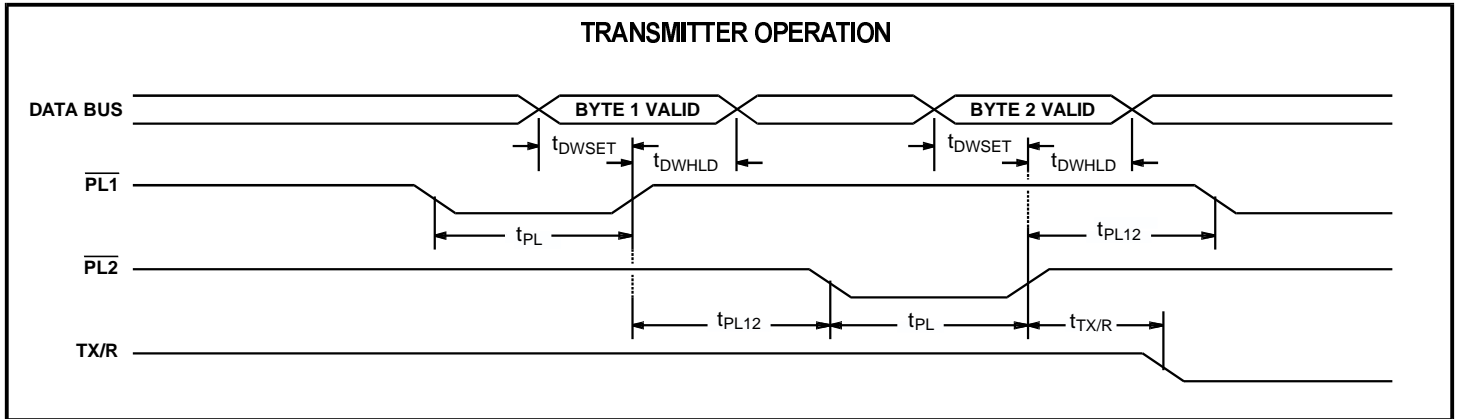 TRANSMITTER OPERATION
DATA BUS
BYTE 1 VALID
BYTE 2 VALID
tDWSET
tDWHLD
tDWSET
tDWHLD
PL1
tPL
tPL12
PL2
tPL12
tPL
tTX/R
TX/R